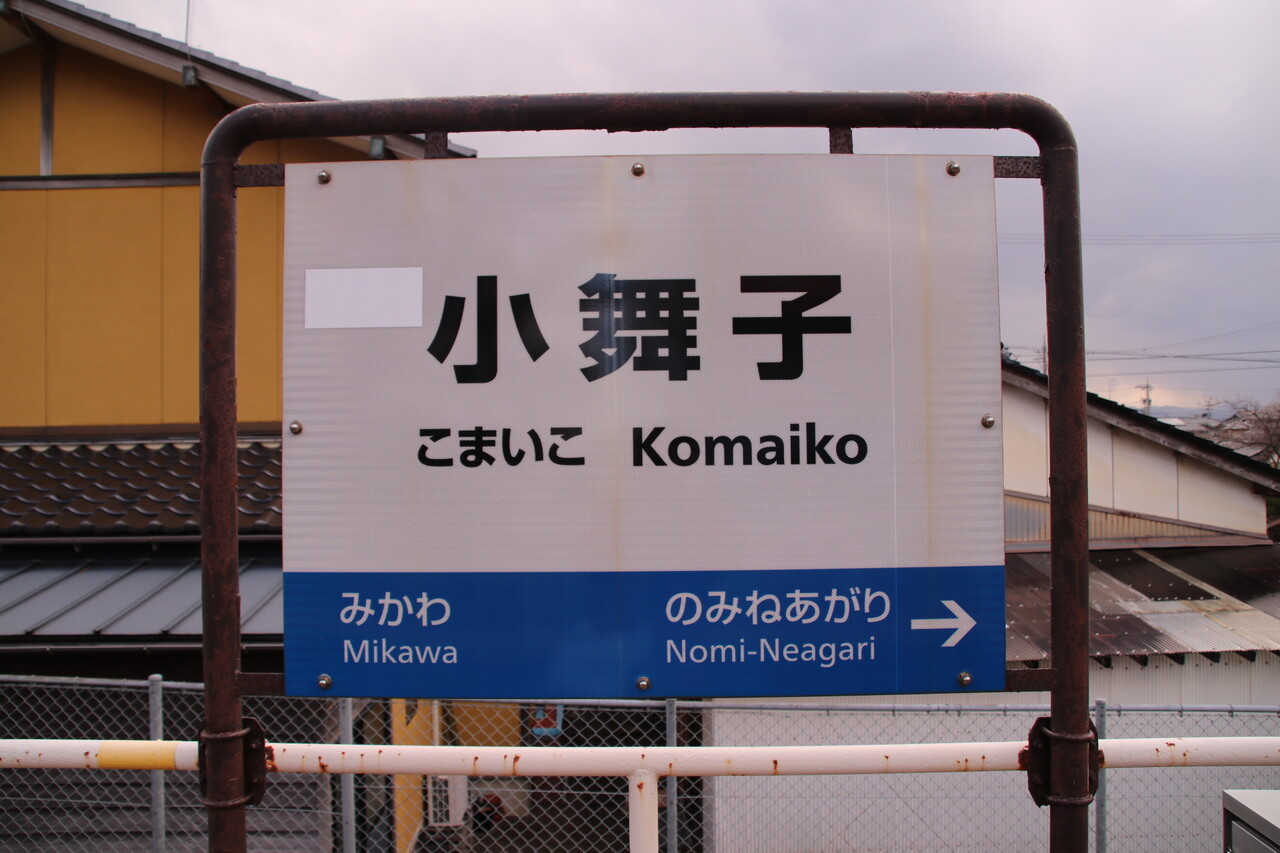 小舞子
こまいこ Komaiko
みかわ のみねあがり →
Mikawa Nomi-Neagari